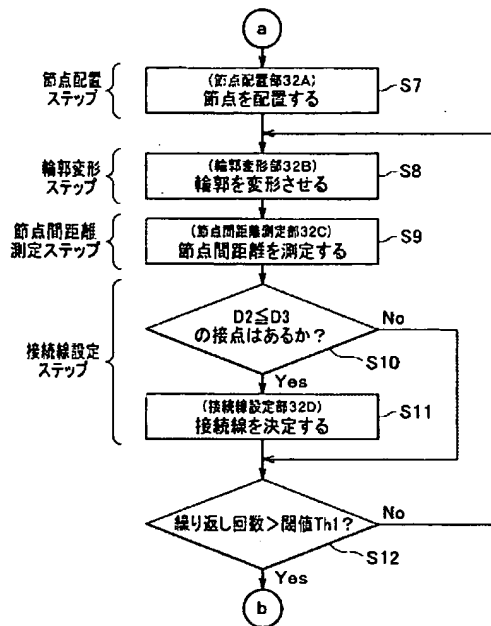 a
節点配置
ステップ
(節点配置部32A)
節点を配置する
S7
輪郭変形
ステップ
(輪郭変形部32B)
輪郭を変形させる
S8
節点間距離
測定ステップ
(節点間距離測定部32C)
節点間距離を測定する
S9
接続線設定
ステップ
D2≦D3
の接点はあるか?
No
S10
Yes
(接続線設定部32D)
接続線を決定する
S11
繰り返し回数>閾値Th1?
No
S12
Yes
b